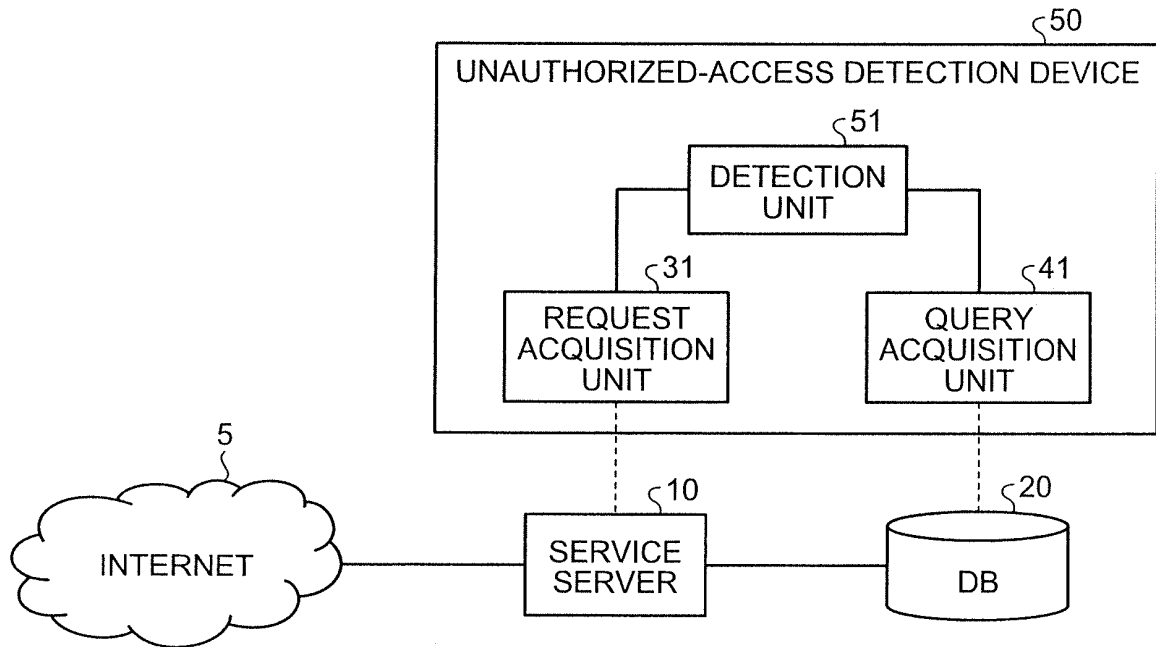 50
UNAUTHORIZED-ACCESS DETECTION DEVICE
51
DETECTION
UNIT
31
REQUEST
ACQUISITION
UNIT
41
QUERY
ACQUISITION
UNIT
5
INTERNET
10
SERVICE
SERVER
20
DB